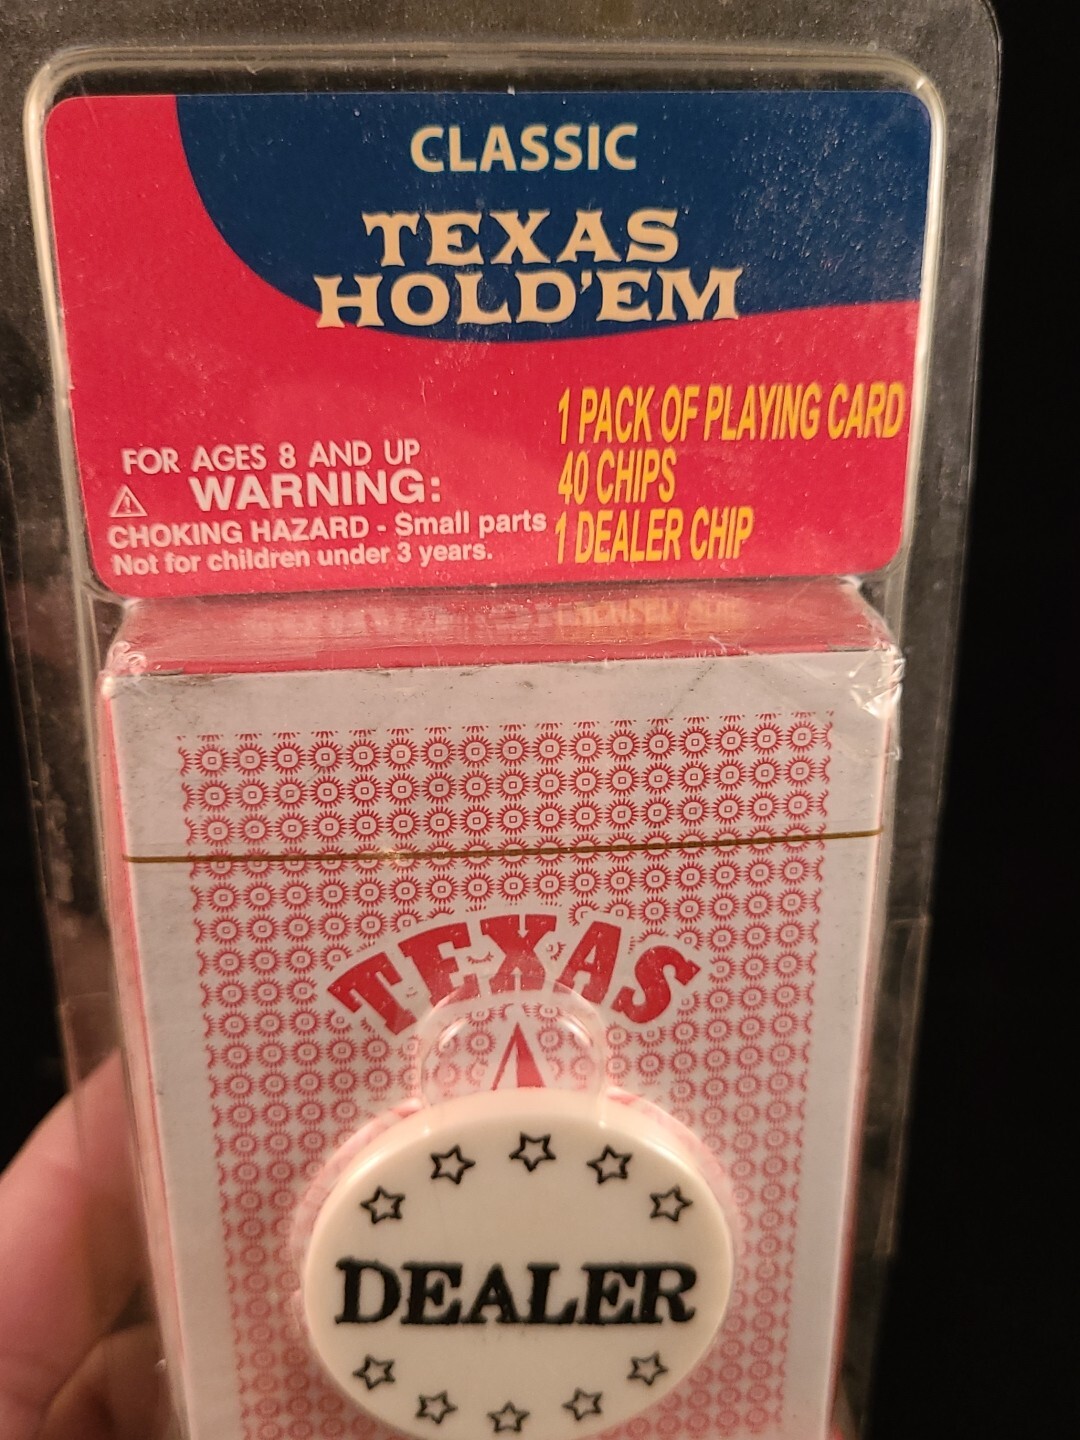 CLASSIC
TEXAS
HOLD'EM
1 PACK OF PLAYING CARD
40 CHIPS
1 DEALER CHIP
FOR AGES 8 AND UP
⚠ WARNING:
CHOKING HAZARD - Small parts
Not for children under 3 years.
TEXAS
DEALER